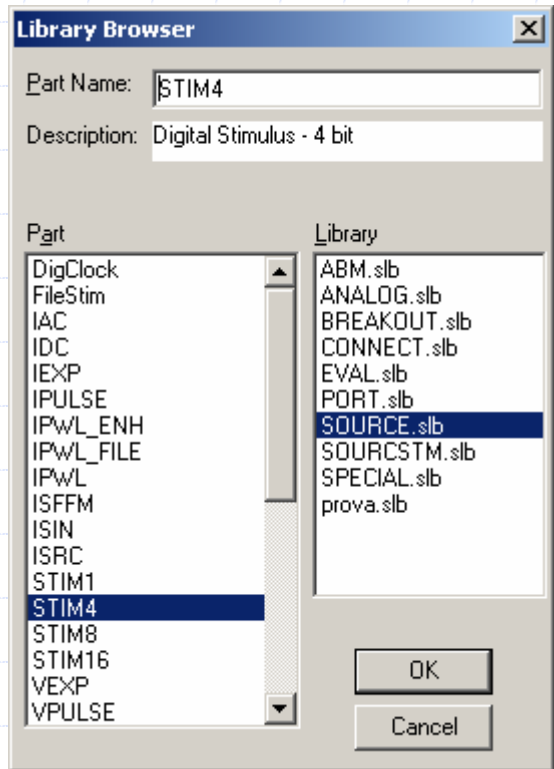 Library Browser
Part Name: STIM4
Description: Digital Stimulus - 4 bit
Part
DigClock
FileStim
IAC
IDC
IEXP
IPULSE
IPWL_ENH
IPWL_FILE
IPWL
ISFFM
ISIN
ISRC
STIM1
STIM4
STIM8
STIM16
VEXP
VPULSE
Library
ABM.slb
ANALOG.slb
BREAKOUT.slb
CONNECT.slb
EVAL.slb
PORT.slb
SOURCE.slb
SOURCSTM.slb
SPECIAL.slb
prova.slb
OK
Cancel